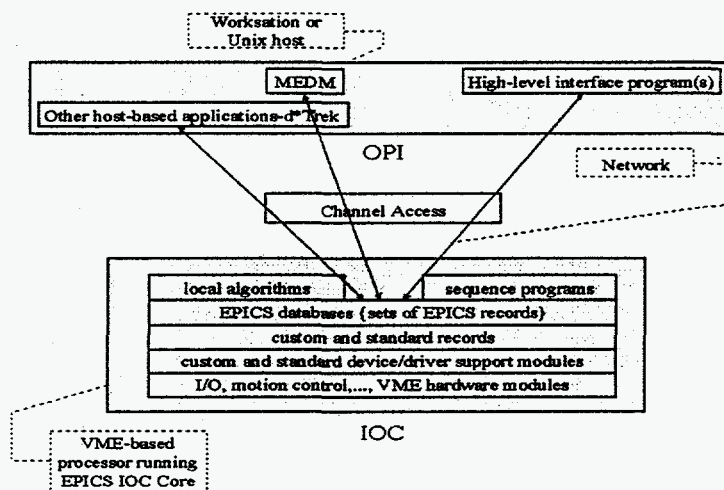 Worksation or
Unix host
MEDM
High-level interface program(s)
Other host-based applications-d*Trek
OPI
Network
Channel Access
local algorithms
sequence programs
EPICS databases {sets of EPICS records}
custom and standard records
custom and standard device/driver support modules
I/O, motion control,..., VME hardware modules
IOC
VME-based
processor running
EPICS IOC Core